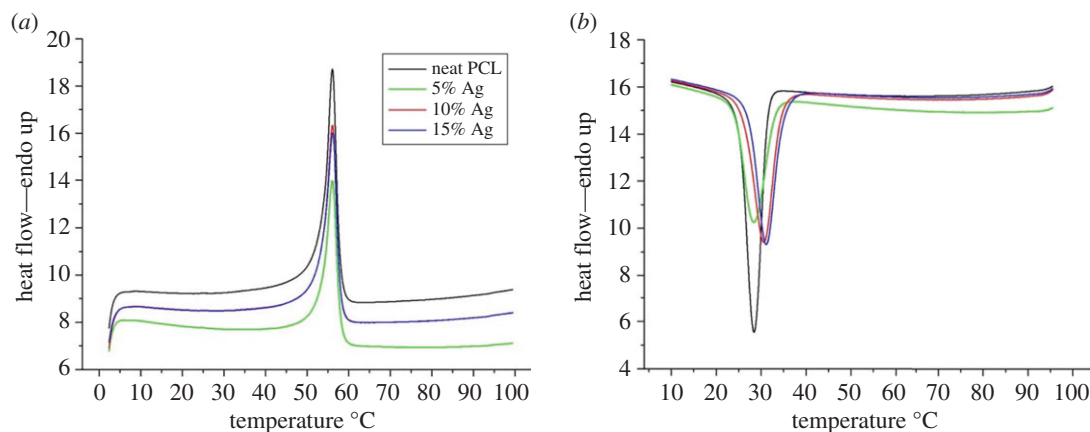 (a)
20
18
16
14
12
10
8
6
heat flow—endo up
neat PCL
5% Ag
10% Ag
15% Ag
0 10 20 30 40 50 60 70 80 90 100
temperature °C
(b)
18
16
14
12
10
8
6
4
heat flow—endo up
10 20 30 40 50 60 70 80 90 100
temperature °C